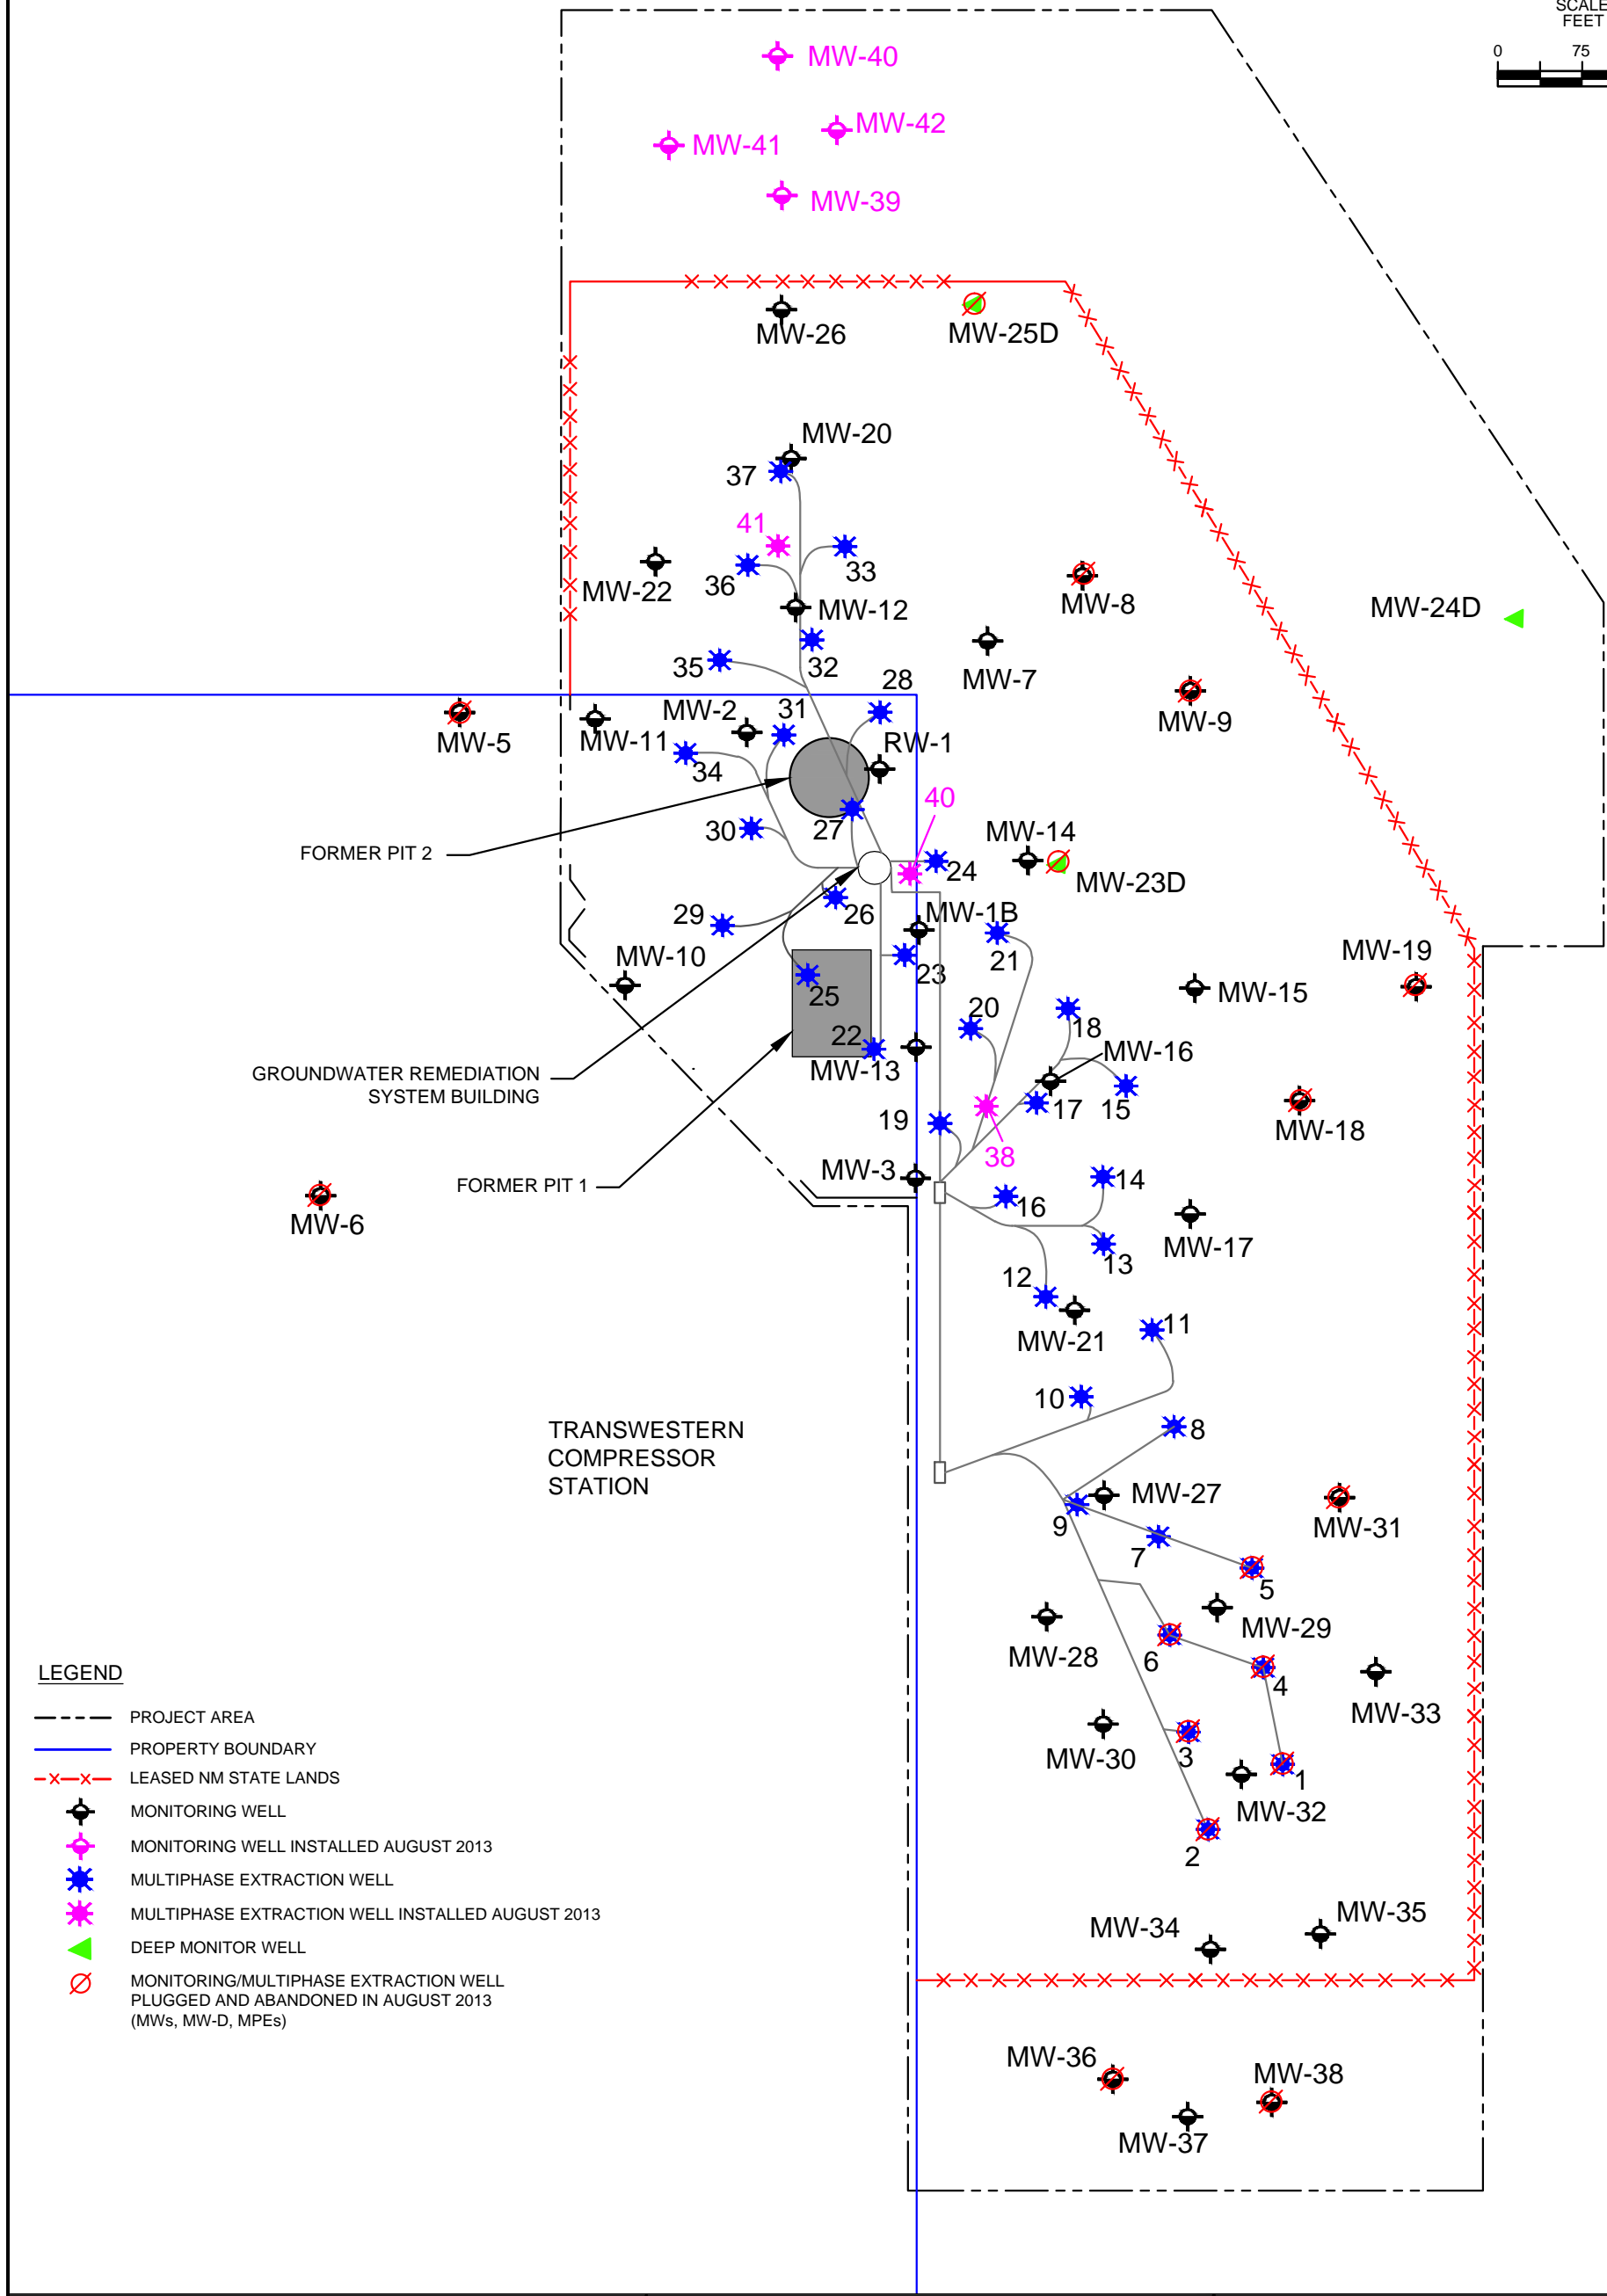 SCALE
FEET
0 75
MW-40
MW-42
MW-41
MW-39
MW-26
MW-25D
MW-20
37
41
33
36
MW-22
MW-12
MW-8
MW-24D
35
32
MW-7
28
MW-9
MW-2
31
MW-5
MW-11
RW-1
34
40
30
27
MW-14
FORMER PIT 2
24
MW-23D
26
MW-1B
29
MW-10
23
21
MW-19
25
MW-15
20
18
22
MW-16
MW-13
GROUNDWATER REMEDIATION
SYSTEM BUILDING
17
15
19
MW-18
38
MW-3
14
FORMER PIT 1
16
MW-6
MW-17
13
12
11
MW-21
10
8
TRANSWESTERN
COMPRESSOR
STATION
MW-27
9
MW-31
7
5
MW-29
MW-28
6
4
MW-33
MW-30
3
1
MW-32
2
MW-35
MW-34
MW-36
MW-38
MW-37
LEGEND
PROJECT AREA
PROPERTY BOUNDARY
LEASED NM STATE LANDS
MONITORING WELL
MONITORING WELL INSTALLED AUGUST 2013
MULTIPHASE EXTRACTION WELL
MULTIPHASE EXTRACTION WELL INSTALLED AUGUST 2013
DEEP MONITOR WELL
MONITORING/MULTIPHASE EXTRACTION WELL
PLUGGED AND ABANDONED IN AUGUST 2013
(MWs, MW-D, MPEs)